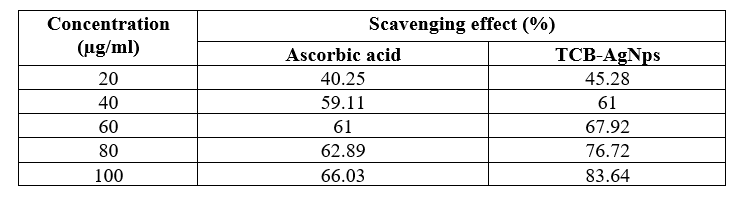 Concentration Scavenging effect (%)
(µg/ml) Ascorbic acid TCB-AgNps
20 40.25 45.28
40 59.11 61
60 61 67.92
80 62.89 76.72
100 66.03 83.64